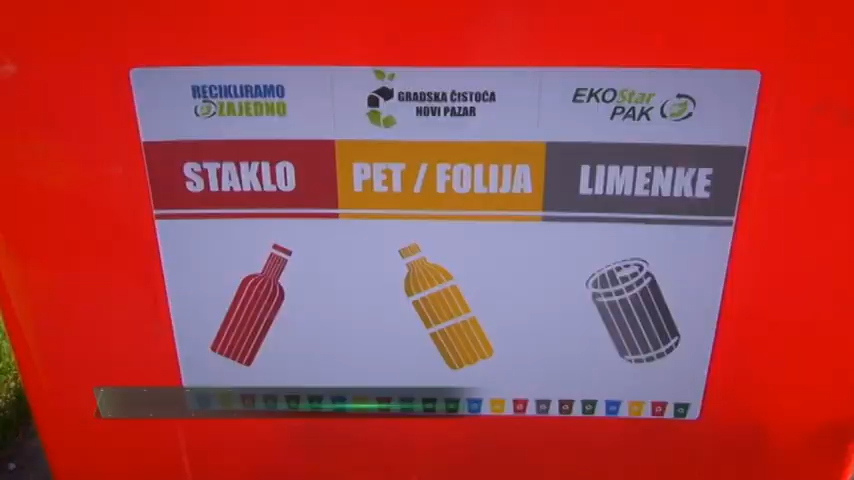 RECIKLIRAMO
ZAJEDNO
GRADSKA ČISTOĆA
NOVI PAZAR
EKOStar
PAK
STAKLO
PET / FOLIJA
LIMENKE